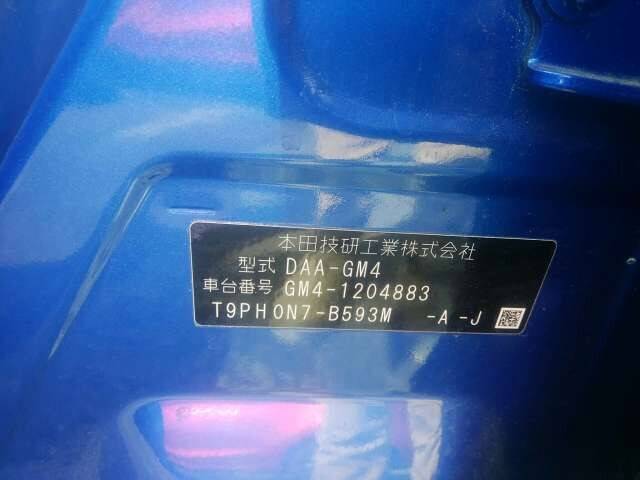 本田技研工業株式会社
型式 DAA-GM4
車台番号 GM4-1204883
T9PH0N7-B593M -A -J